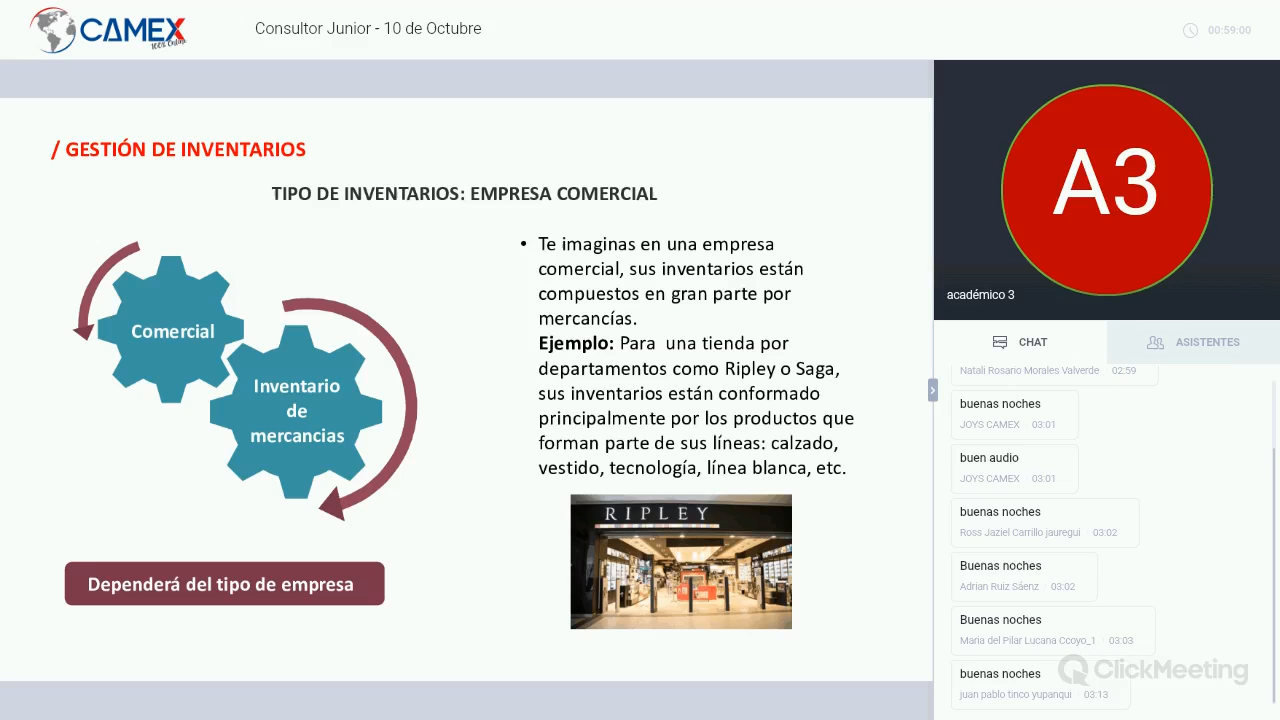 CAMEX
100% Online
Consultor Junior - 10 de Octubre
00:59:00
/ GESTIÓN DE INVENTARIOS
TIPO DE INVENTARIOS: EMPRESA COMERCIAL
Comercial
Inventario
de
mercancias
Dependerá del tipo de empresa
• Te imaginas en una empresa
comercial, sus inventarios están
compuestos en gran parte por
mercancías.
Ejemplo: Para una tienda por
departamentos como Ripley o Saga,
sus inventarios están conformado
principalmente por los productos que
forman parte de sus líneas: calzado,
vestido, tecnología, línea blanca, etc.
RIPLEY
A3
académico 3
CHAT
ASISTENTES
Natali Rosario Morales Valverde 02:59
buenas noches
JOYS CAMEX 03:01
buen audio
JOYS CAMEX 03:01
buenas noches
Ross Jaziel Carrillo jauregui 03:02
Buenas noches
Adrian Ruiz Sáenz 03:02
Buenas noches
Maria del Pilar Lucana Ccoyo_1 03:03
buenas noches
juan pablo tinco yupanqui 03:13
ClickMeeting